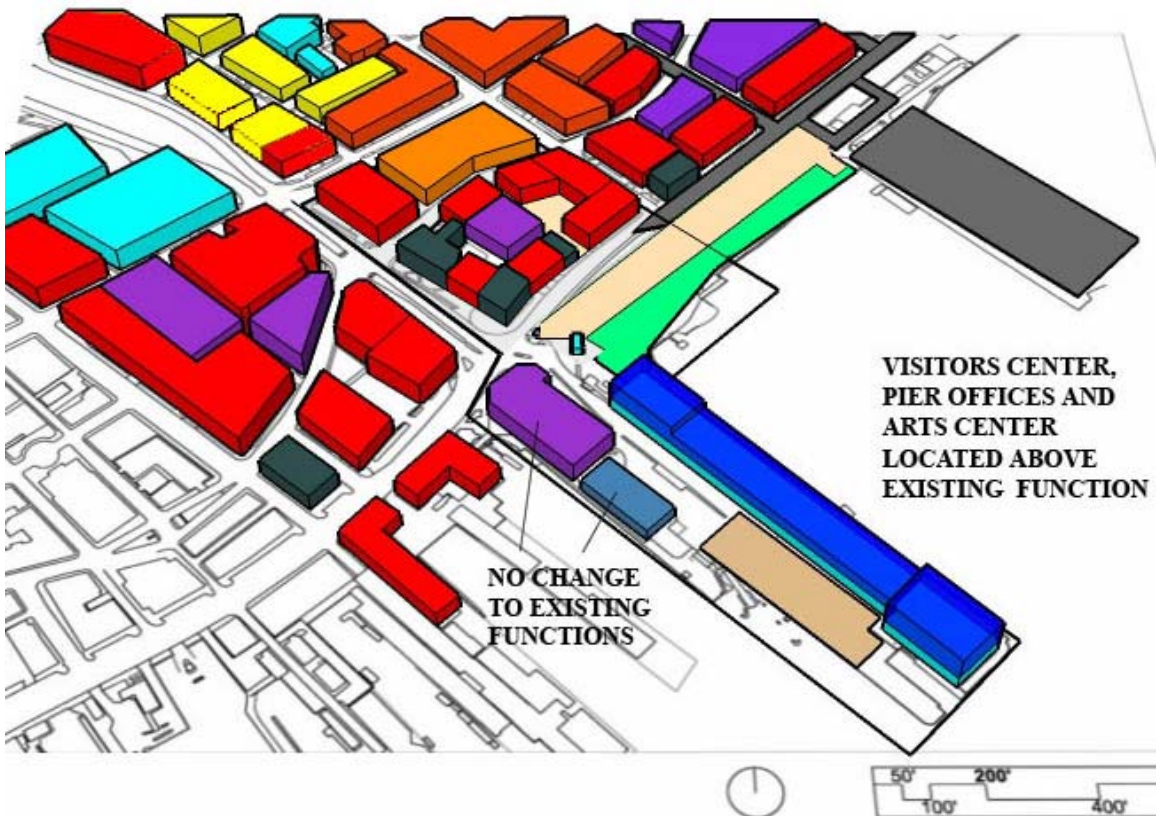 VISITORS CENTER,
PIER OFFICES AND
ARTS CENTER
LOCATED ABOVE
EXISTING FUNCTION
NO CHANGE
TO EXISTING
FUNCTIONS
50' 200'
100' 400'